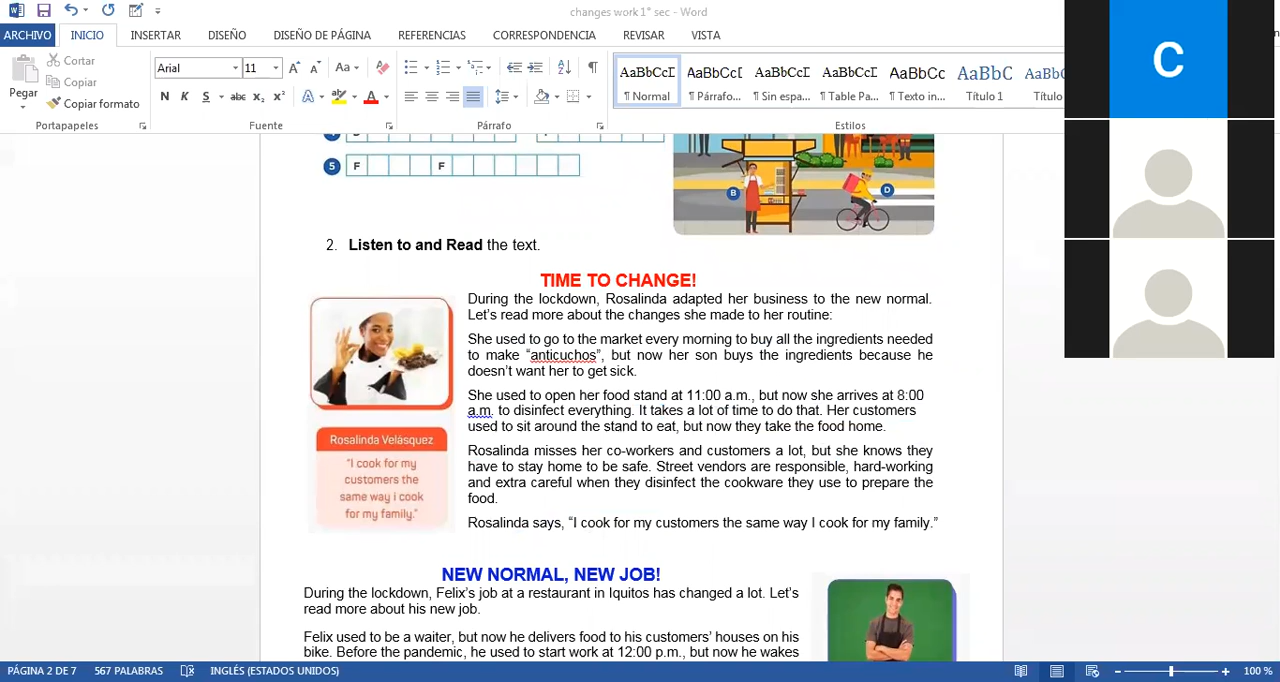 changes work 1° sec - Word
ARCHIVO INICIO INSERTAR DISEÑO DISEÑO DE PÁGINA REFERENCIAS CORRESPONDENCIA REVISAR VISTA
Pegar
Cortar
Copiar
Copiar formato
Portapapeles
Arial 11
Fuente
Párrafo
AaBbCcI AaBbCcD AaBbCcI AaBbCcI AaBbCc AaBbC AaBb
¶ Normal ¶ Párrafo... ¶ Sin espa... ¶ Table Pa... ¶ Texto in... Título 1 Título
Estilos
C
5 F F
B
D
2. Listen to and Read the text.
TIME TO CHANGE!
During the lockdown, Rosalinda adapted her business to the new normal.
Let's read more about the changes she made to her routine:
She used to go to the market every morning to buy all the ingredients needed
to make “anticuchos”, but now her son buys the ingredients because he
doesn't want her to get sick.
She used to open her food stand at 11:00 a.m., but now she arrives at 8:00
a.m. to disinfect everything. It takes a lot of time to do that. Her customers
used to sit around the stand to eat, but now they take the food home.
Rosalinda misses her co-workers and customers a lot, but she knows they
have to stay home to be safe. Street vendors are responsible, hard-working
and extra careful when they disinfect the cookware they use to prepare the
food.
Rosalinda says, “I cook for my customers the same way I cook for my family.”
Rosalinda Velásquez
“I cook for my
customers the
same way i cook
for my family.”
NEW NORMAL, NEW JOB!
During the lockdown, Felix's job at a restaurant in Iquitos has changed a lot. Let's
read more about his new job.
Felix used to be a waiter, but now he delivers food to his customers' houses on his
bike. Before the pandemic, he used to start work at 12:00 p.m., but now he wakes
PÁGINA 2 DE 7 567 PALABRAS INGLÉS (ESTADOS UNIDOS) 100 %